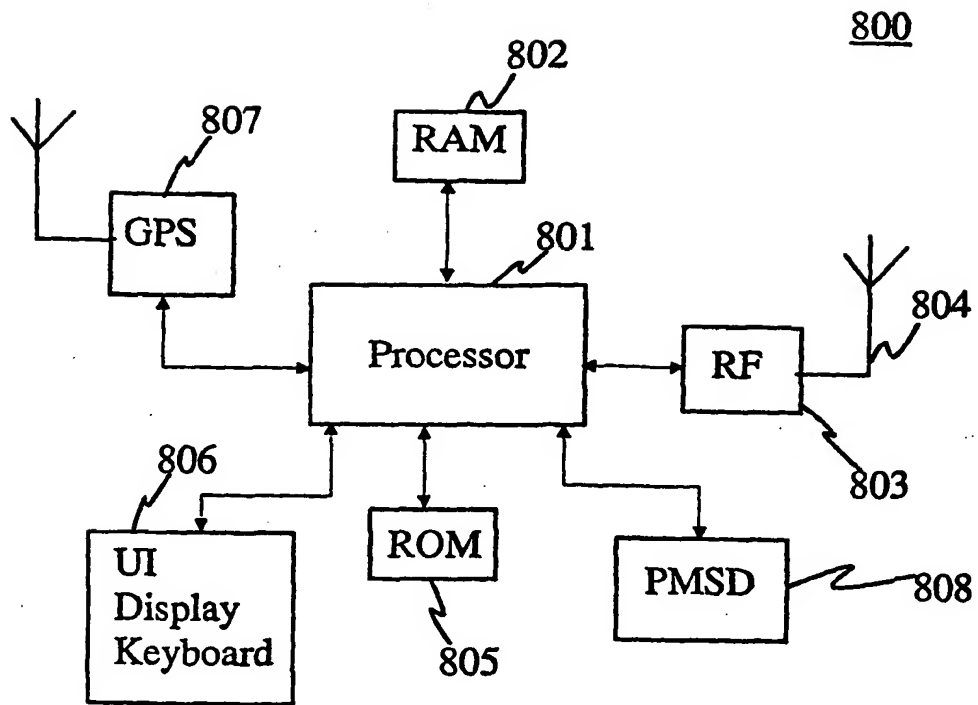 800
802
RAM
807
GPS
801
Processor
804
RF
803
806
UI
Display
Keyboard
ROM
805
PMSD
808